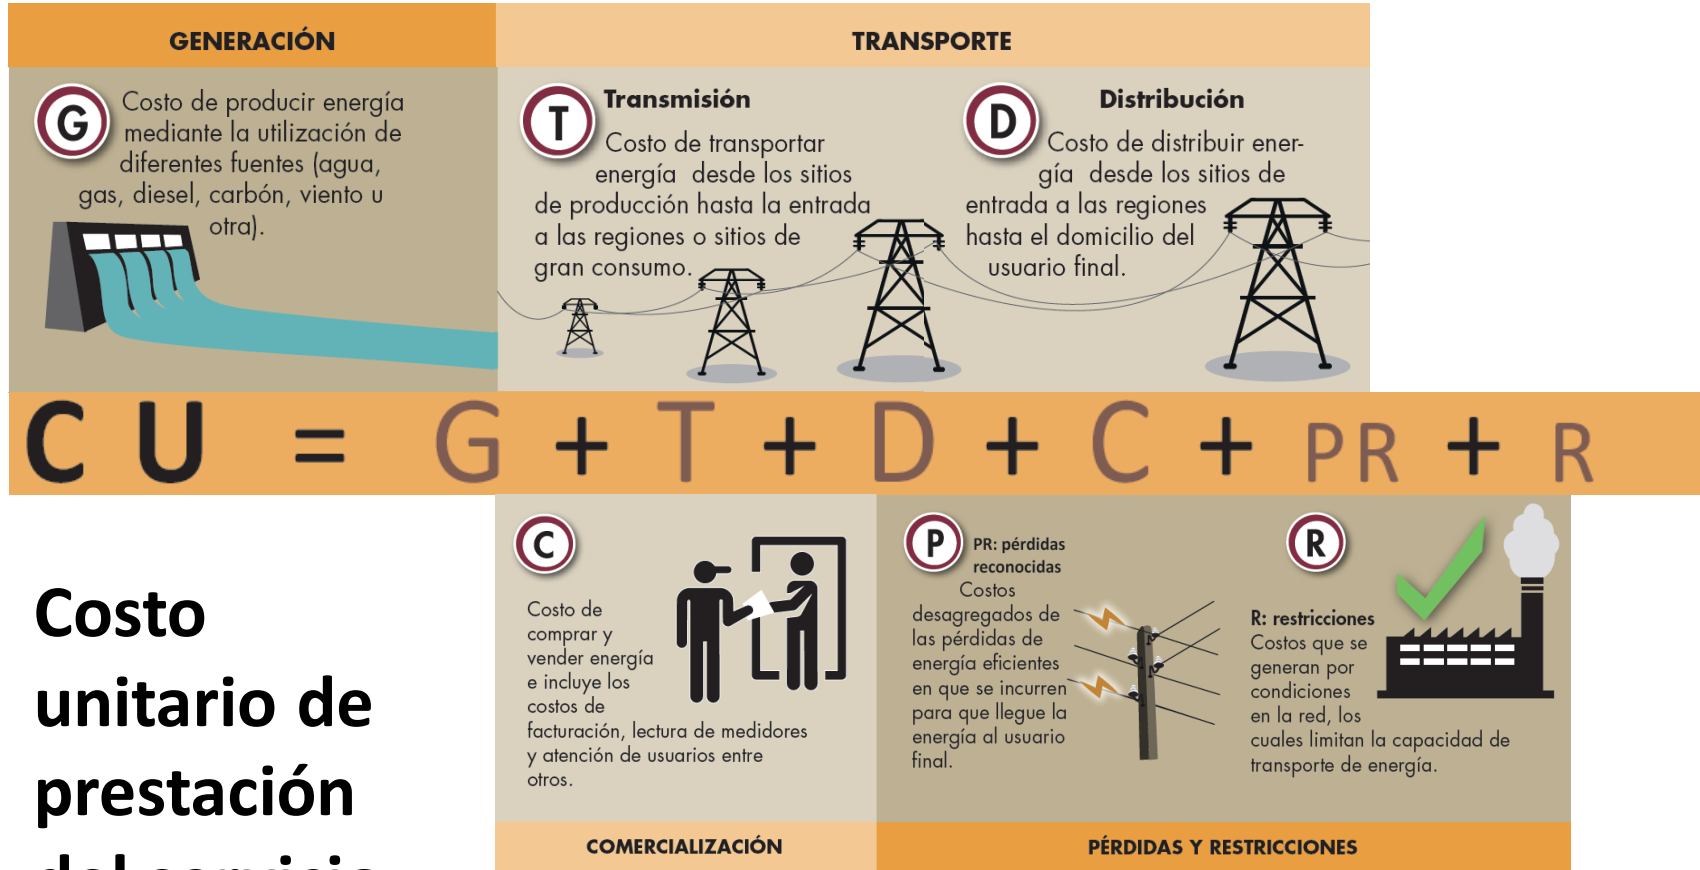 GENERACIÓN
TRANSPORTE
G
Costo de producir energía
mediante la utilización de
diferentes fuentes (agua,
gas, diesel, carbón, viento u
otra).
T
Transmisión
Costo de transportar
energía desde los sitios
de producción hasta la entrada
a las regiones o sitios de
gran consumo.
D
Distribución
Costo de distribuir ener-
gía desde los sitios de
entrada a las regiones
hasta el domicilio del
usuario final.
C U = G + T + D + C + PR + R
Costo
unitario de
prestación
del servicio
C
Costo de
comprar y
vender energía
e incluye los
costos de
facturación, lectura de medidores
y atención de usuarios entre
otros.
P
PR: pérdidas
reconocidas
Costos
desagregados de
las pérdidas de
energía eficientes
en que se incurren
para que llegue la
energía al usuario
final.
R
R: restricciones
Costos que se
generan por
condiciones
en la red, los
cuales limitan la capacidad de
transporte de energía.
COMERCIALIZACIÓN
PÉRDIDAS Y RESTRICCIONES